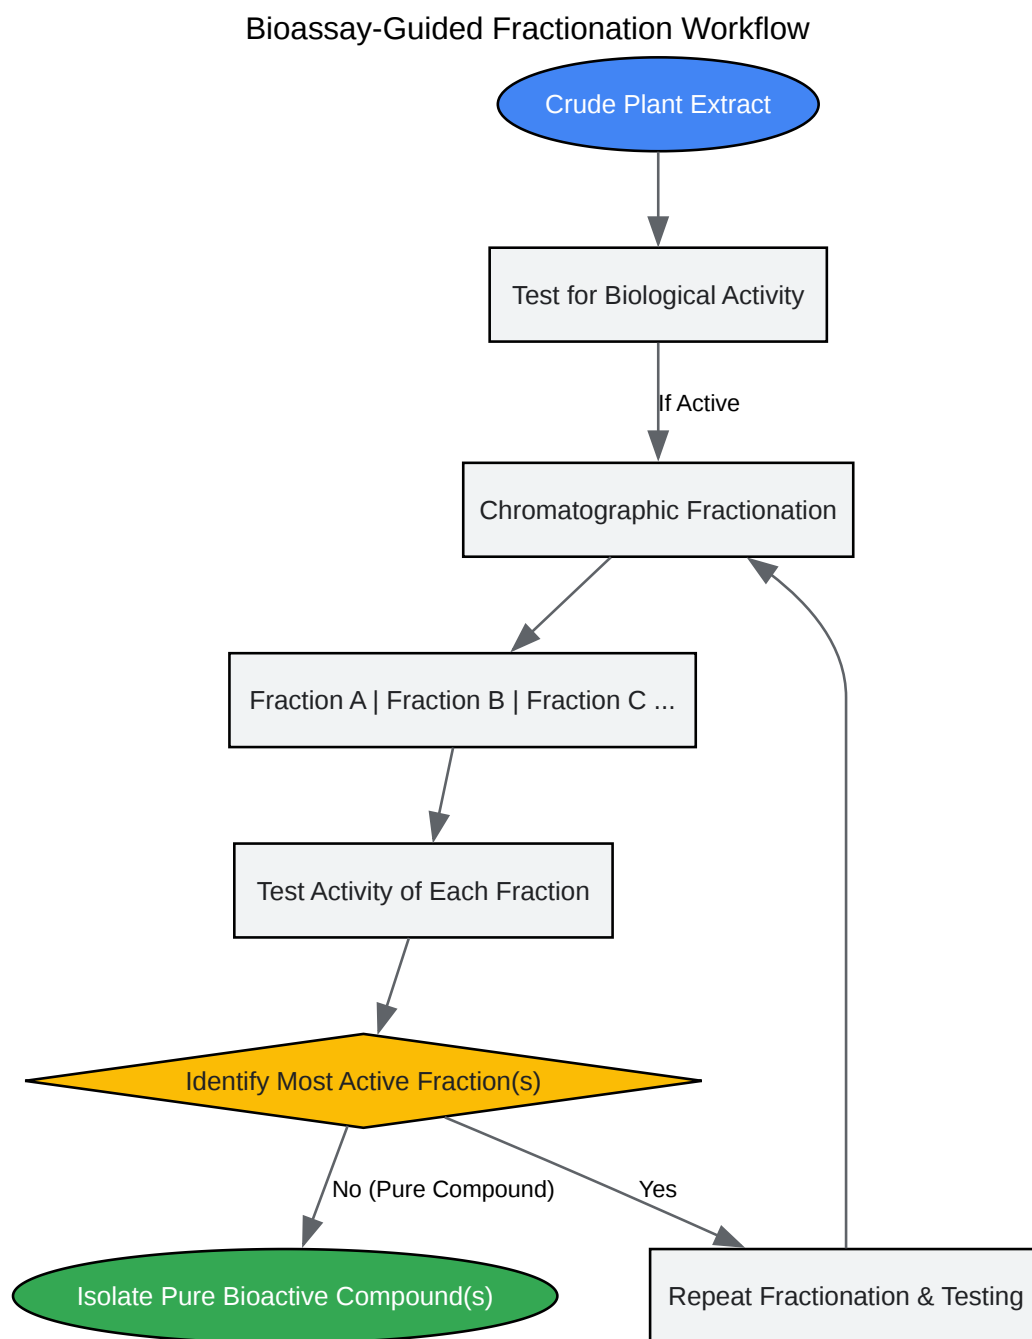 Bioassay-Guided Fractionation Workflow
Crude Plant Extract
Test for Biological Activity
If Active
Chromatographic Fractionation
Fraction A | Fraction B | Fraction C ...
Test Activity of Each Fraction
Identify Most Active Fraction(s)
No (Pure Compound)
Yes
Isolate Pure Bioactive Compound(s)
Repeat Fractionation & Testing